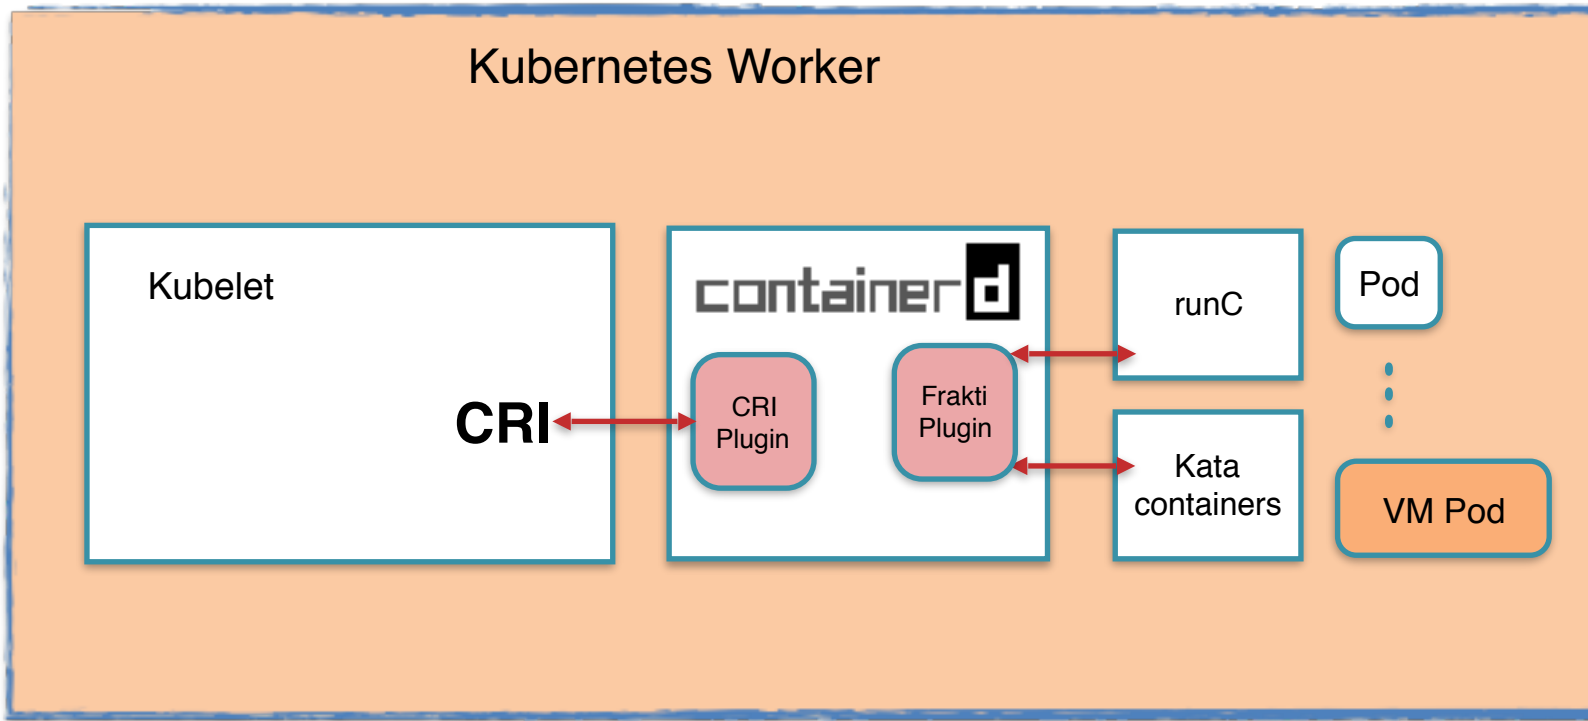 Kubernetes Worker
Kubelet
CRI
containerd
CRI
Plugin
Frakti
Plugin
runC
Kata
containers
Pod
VM Pod